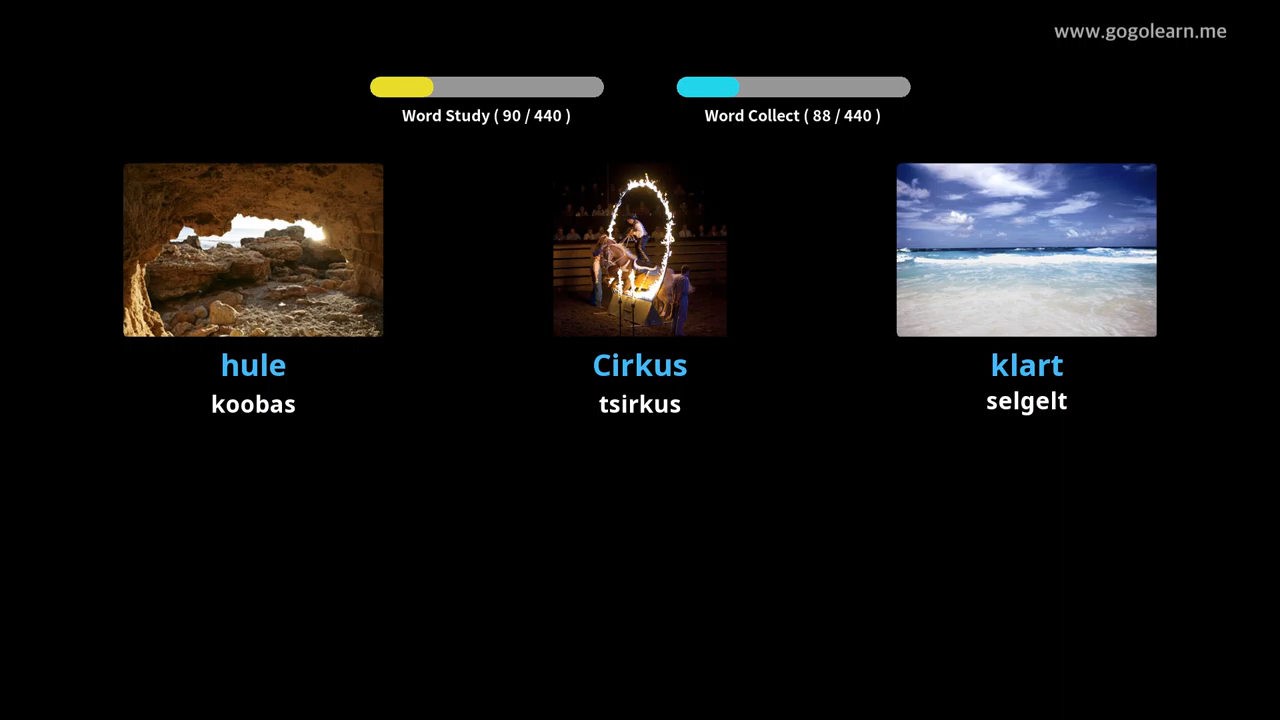 www.gogolearn.me
Word Study ( 90 / 440 )
Word Collect ( 88 / 440 )
hule
koobas
Cirkus
tsirkus
klart
selgelt